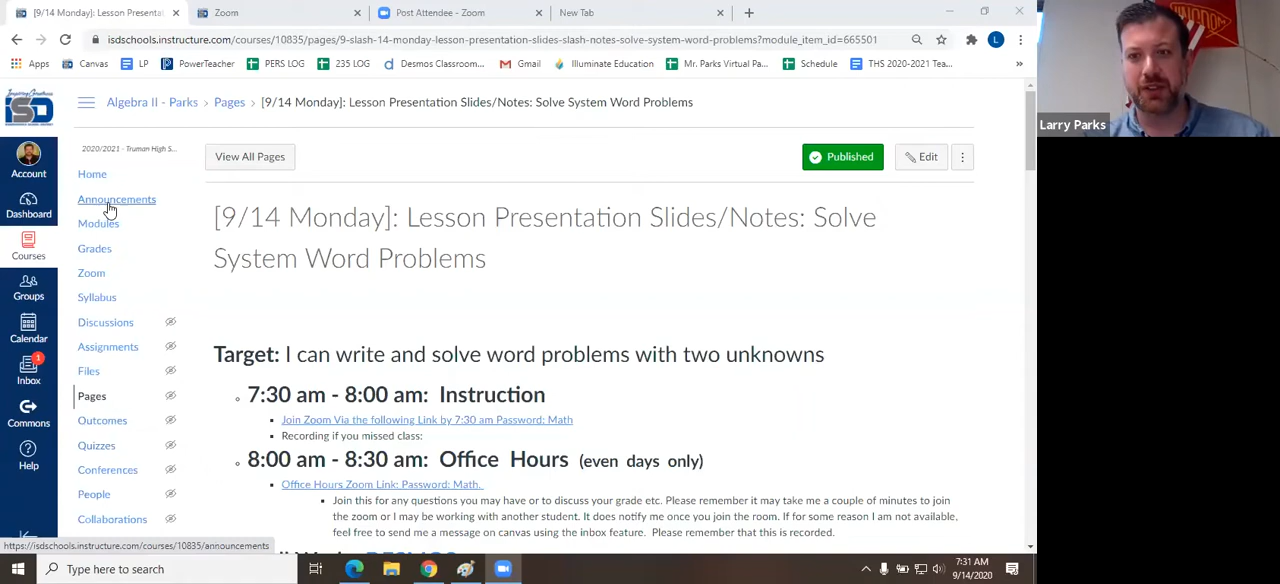 [9/14 Monday]: Lesson Presenta
Zoom
Post Attendee - Zoom
New Tab
isdschools.instructure.com/courses/10835/pages/9-slash-14-monday-lesson-presentation-slides-slash-notes-solve-system-word-problems?module_item_id=665501
L
Apps
Canvas
LP
PowerTeacher
PERS LOG
235 LOG
Desmos Classroom...
Gmail
Illuminate Education
Mr. Parks Virtual Pa...
Schedule
THS 2020-2021 Tea...
»
ISD
Algebra II - Parks > Pages > [9/14 Monday]: Lesson Presentation Slides/Notes: Solve System Word Problems
Larry Parks
2020/2021 - Truman High S...
View All Pages
Published
Edit
Account
Dashboard
Courses
Groups
Calendar
1
Inbox
Commons
Help
Home
Announcements
Modules
Grades
Zoom
Syllabus
Discussions
Assignments
Files
Pages
Outcomes
Quizzes
Conferences
People
Collaborations
[9/14 Monday]: Lesson Presentation Slides/Notes: Solve
System Word Problems
Target: I can write and solve word problems with two unknowns
7:30 am - 8:00 am: Instruction
Join Zoom Via the following Link by 7:30 am Password: Math
Recording if you missed class:
8:00 am - 8:30 am: Office Hours (even days only)
Office Hours Zoom Link: Password: Math.
Join this for any questions you may have or to discuss your grade etc. Please remember it may take me a couple of minutes to join
the zoom or I may be working with another student. It does notify me once you join the room. If for some reason I am not available,
feel free to send me a message on canvas using the inbox feature. Please remember that this is recorded.
https://isdschools.instructure.com/courses/10835/announcements
Type here to search
7:31 AM
9/14/2020